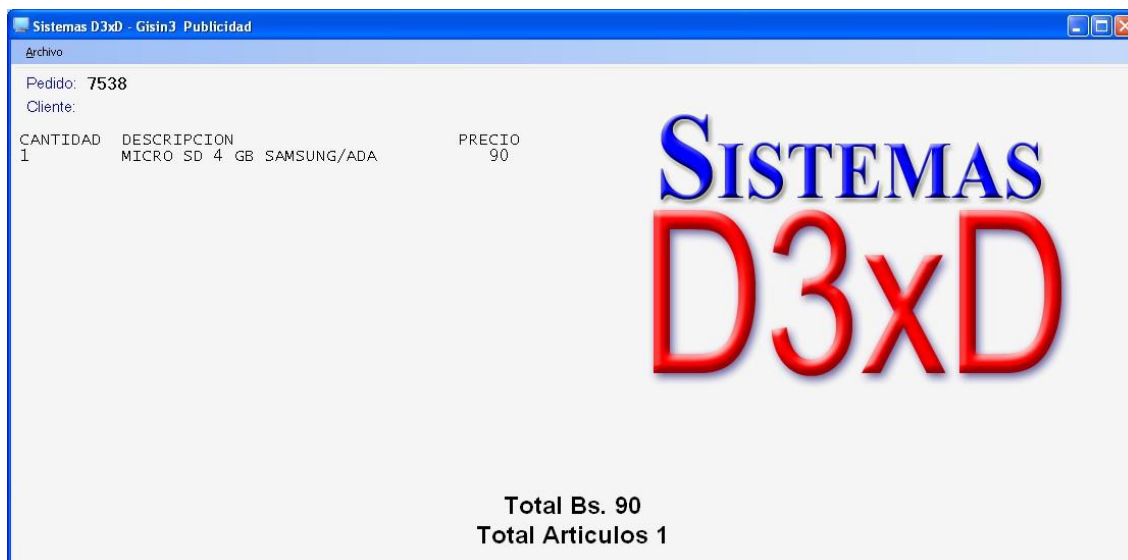 Sistemas D3xD - Gisin3 Publicidad
Archivo
Pedido: 7538
Cliente:
CANTIDAD DESCRIPCION PRECIO
1 MICRO SD 4 GB SAMSUNG/ADA 90
SISTEMAS
D3xD
Total Bs. 90
Total Articulos 1